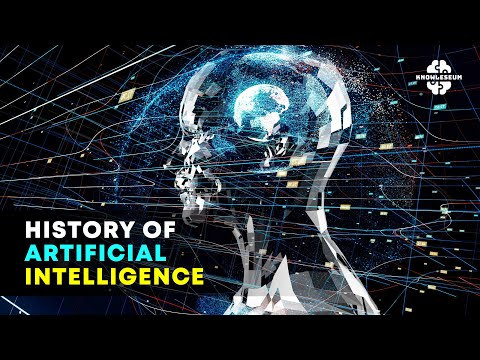 KNOWLESEUM
HISTORY OF
ARTIFICIAL
INTELLIGENCE